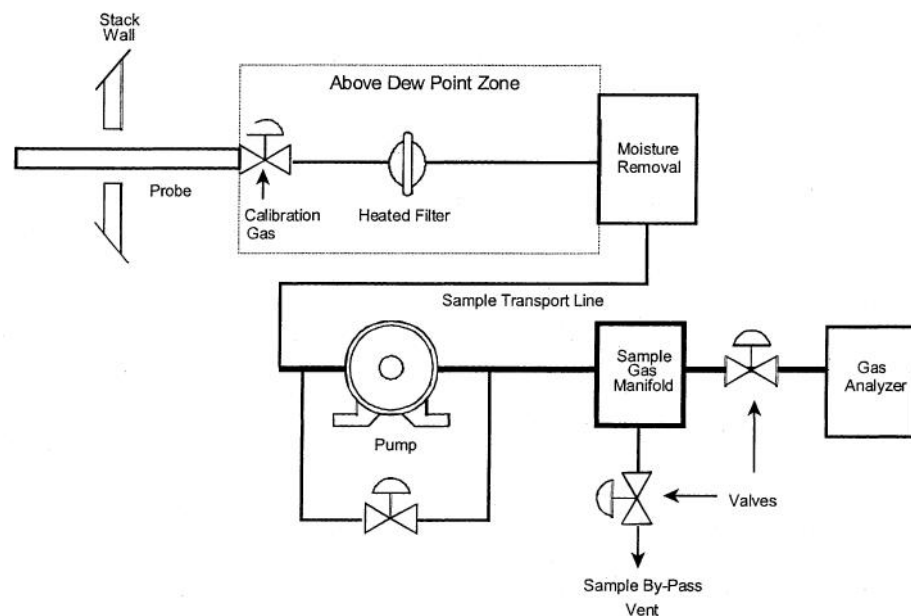 Stack
Wall
Above Dew Point Zone
Moisture
Removal
Probe
Calibration
Gas
Heated Filter
Sample Transport Line
Sample
Gas
Manifold
Gas
Analyzer
Pump
Valves
Sample By-Pass
Vent